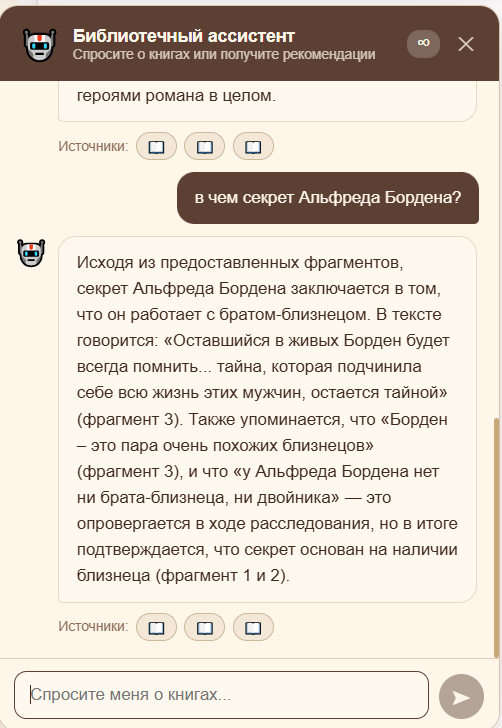 Библиотечный ассистент
Спросите о книгах или получите рекомендации
∞
героями романа в целом.
Источники:
в чем секрет Альфреда Бордена?
Исходя из предоставленных фрагментов,
секрет Альфреда Бордена заключается в том,
что он работает с братом-близнецом. В тексте
говорится: «Оставшийся в живых Борден будет
всегда помнить... тайна, которая подчинила
себе всю жизнь этих мужчин, остается тайной»
(фрагмент 3). Также упоминается, что «Борден
– это пара очень похожих близнецов»
(фрагмент 3), и что «у Альфреда Бордена нет
ни брата-близнеца, ни двойника» — это
опровергается в ходе расследования, но в итоге
подтверждается, что секрет основан на наличии
близнеца (фрагмент 1 и 2).
Источники:
Спросите меня о книгах...